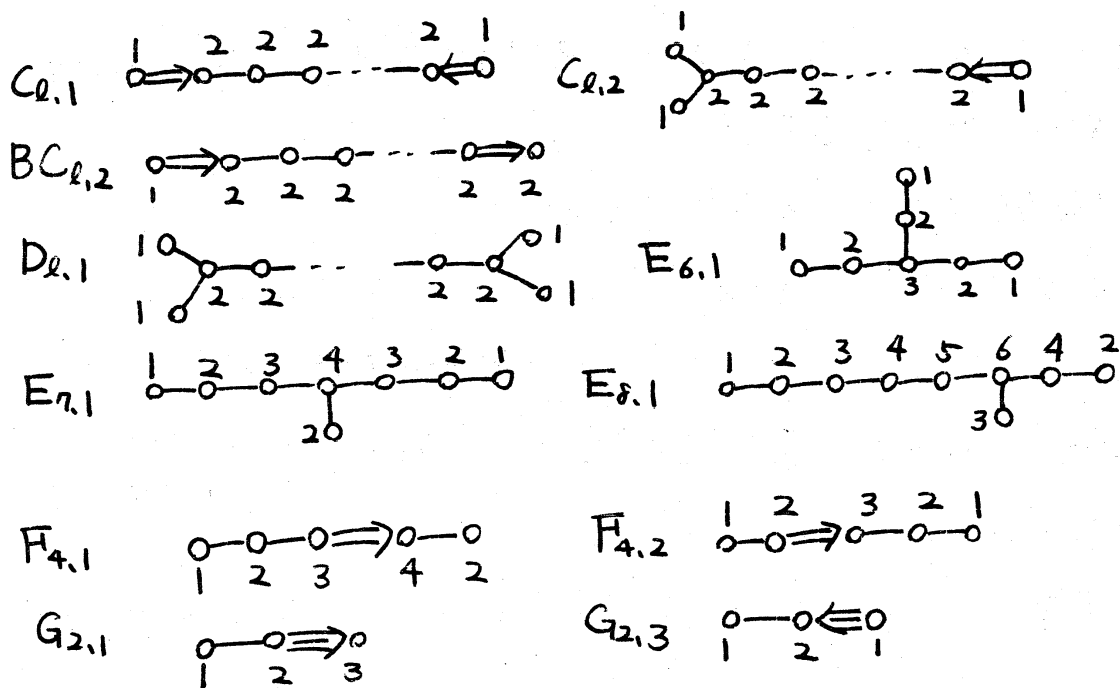 1 2 2 2 2 1
C_{ℓ,1}
1
C_{ℓ,2}
1 2 2 2 2 1
BC_{ℓ,2}
1 2 2 2 2 2
D_{ℓ,1}
1 1
1 2 2 2 2 1
E_{6,1}
1
2
1 2 3 2 1
E_{7,1}
1 2 3 4 3 2 1
2
E_{8,1}
1 2 3 4 5 6 4 2
3
F_{4,1}
1 2 3 4 2
F_{4,2}
1 2 3 2 1
G_{2,1}
1 2 3
G_{2,3}
1 2 1